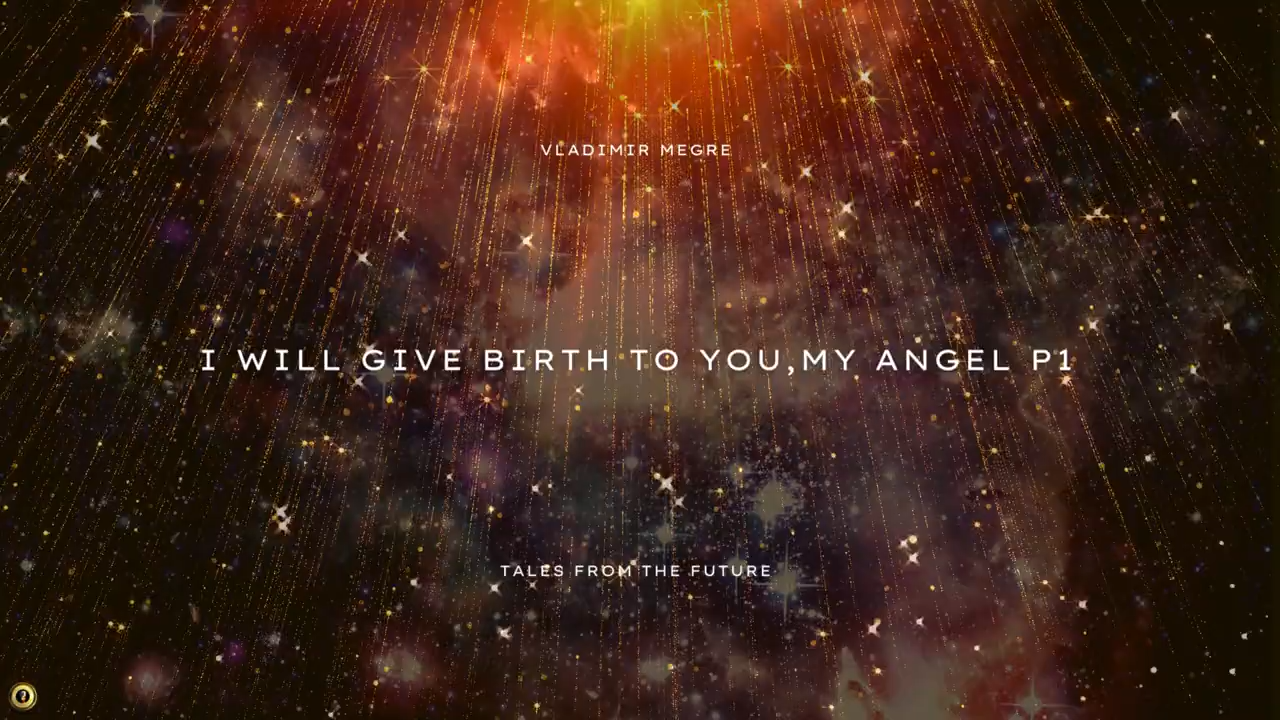 VLADIMIR MEGRE
I WILL GIVE BIRTH TO YOU,MY ANGEL P1
TALES FROM THE FUTURE